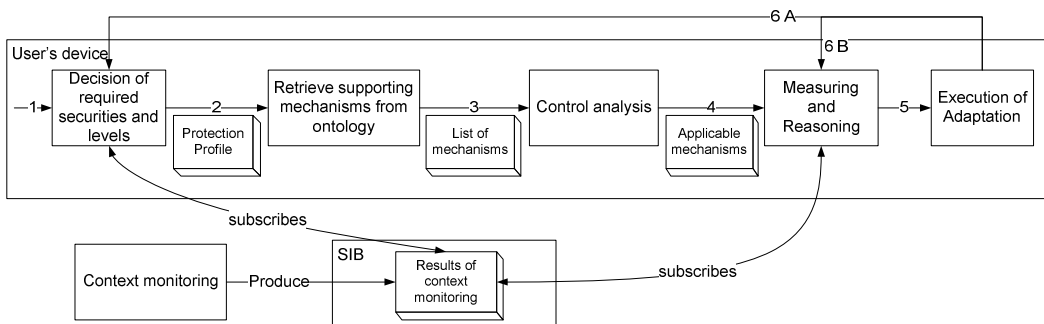 6 A
User's device
6 B
1
Decision of
required
securities and
levels
2
Protection
Profile
Retrieve supporting
mechanisms from
ontology
3
List of
mechanisms
Control analysis
4
Applicable
mechanisms
Measuring
and
Reasoning
5
Execution of
Adaptation
subscribes
Context monitoring
Produce
SIB
Results of
context
monitoring
subscribes